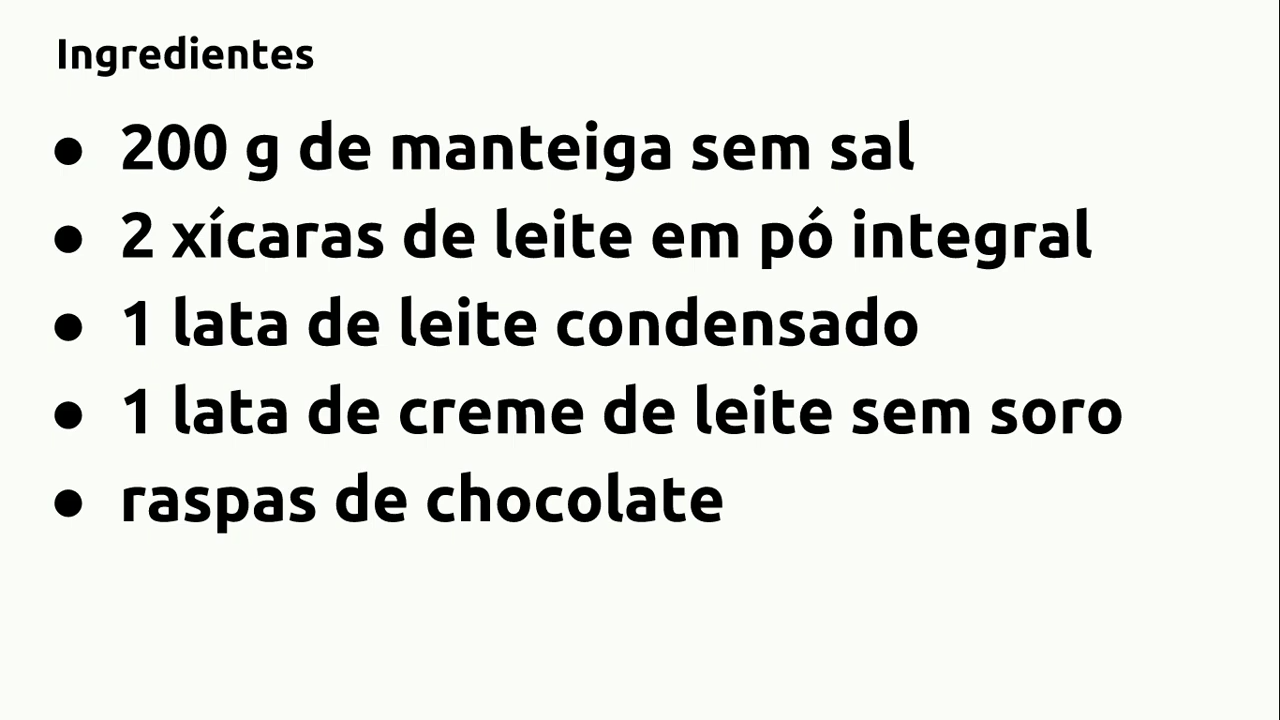 Ingredientes
● 200 g de manteiga sem sal
● 2 xícaras de leite em pó integral
● 1 lata de leite condensado
● 1 lata de creme de leite sem soro
● raspas de chocolate